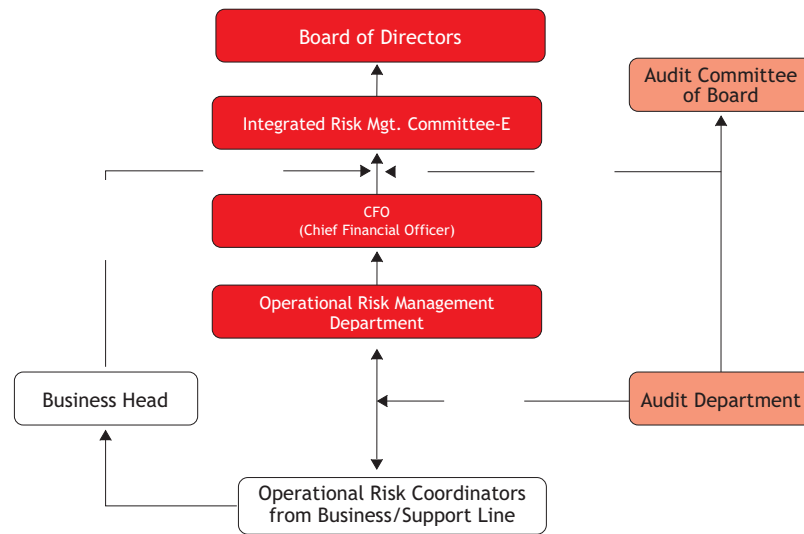 Board of Directors
Audit Committee
of Board
Integrated Risk Mgt. Committee-E
CFO
(Chief Financial Officer)
Operational Risk Management
Department
Business Head
Audit Department
Operational Risk Coordinators
from Business/Support Line